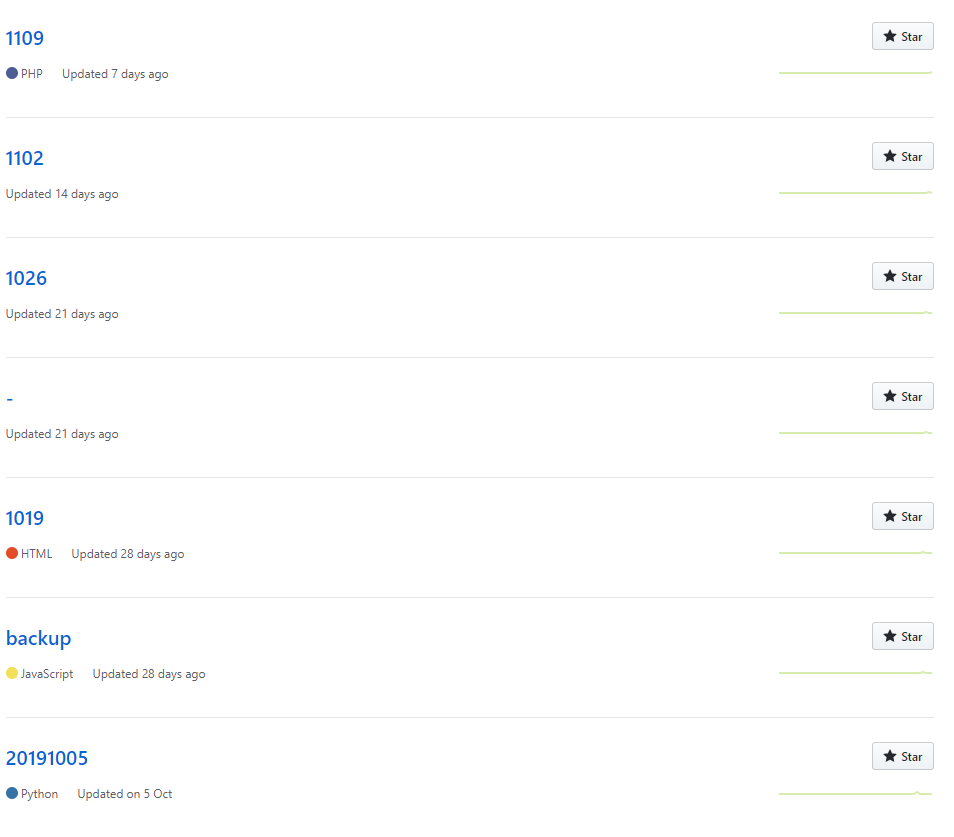 1109
Star
PHP Updated 7 days ago
1102
Star
Updated 14 days ago
1026
Star
Updated 21 days ago
-
Star
Updated 21 days ago
1019
Star
HTML Updated 28 days ago
backup
Star
JavaScript Updated 28 days ago
20191005
Star
Python Updated on 5 Oct